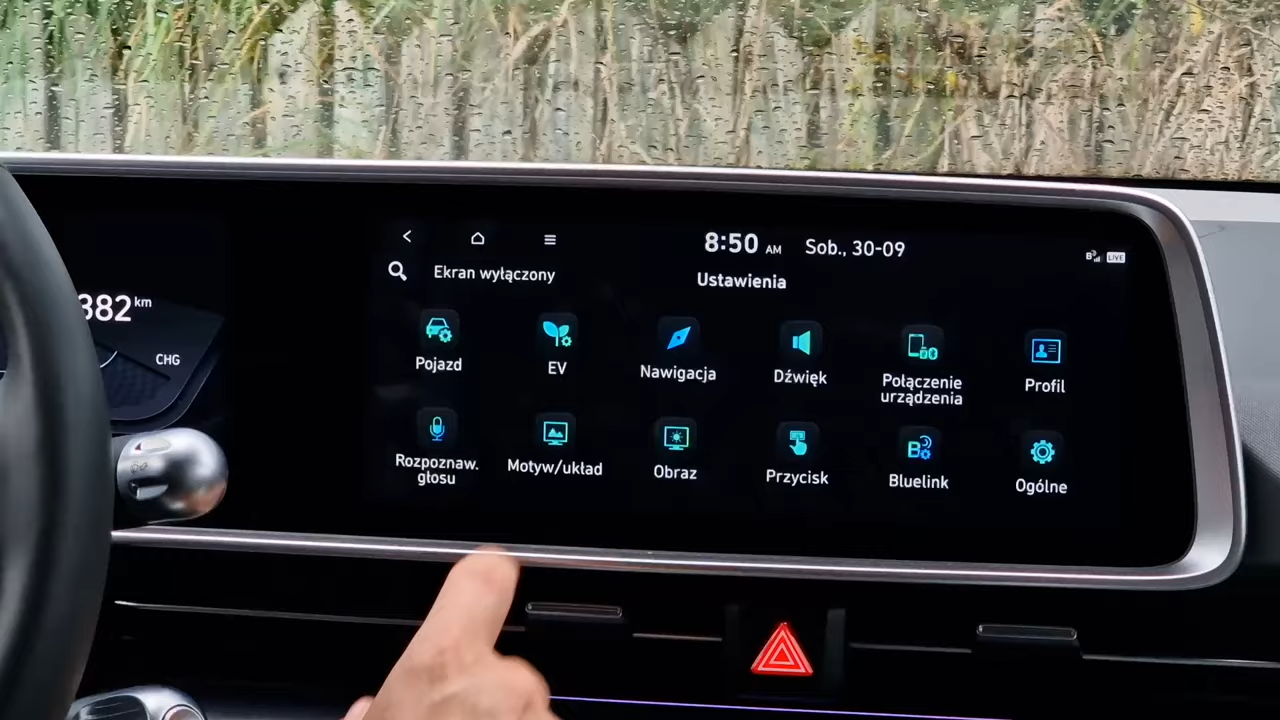 8:50 AM Sob., 30-09
LIVE
Ekran wyłączony
Ustawienia
382 km
CHG
Pojazd
EV
Nawigacja
Dźwięk
Połączenie
urządzenia
Profil
Rozpoznaw.
głosu
Motyw/układ
Obraz
Przycisk
Bluelink
Ogólne